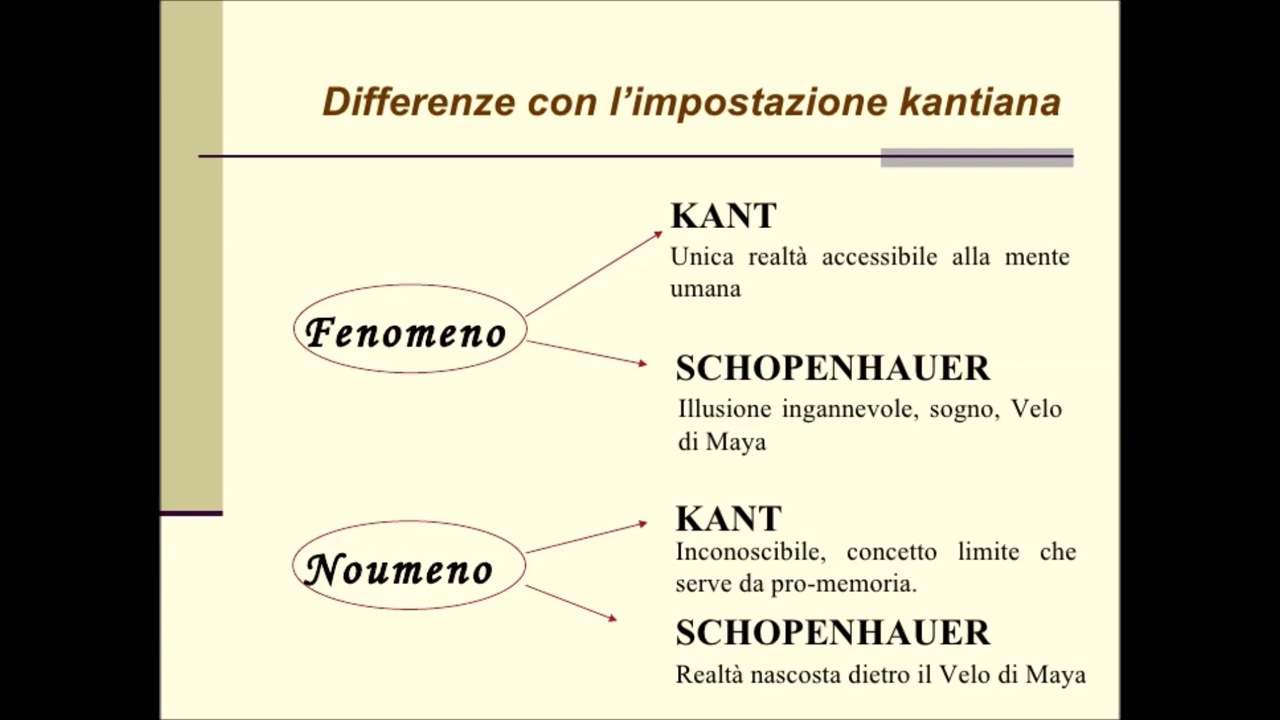 Differenze con l'impostazione kantiana
KANT
Unica realtà accessibile alla mente
umana
Fenomeno
SCHOPENHAUER
Illusione ingannevole, sogno, Velo
di Maya
KANT
Inconoscibile, concetto limite che
serve da pro-memoria.
Noumeno
SCHOPENHAUER
Realtà nascosta dietro il Velo di Maya